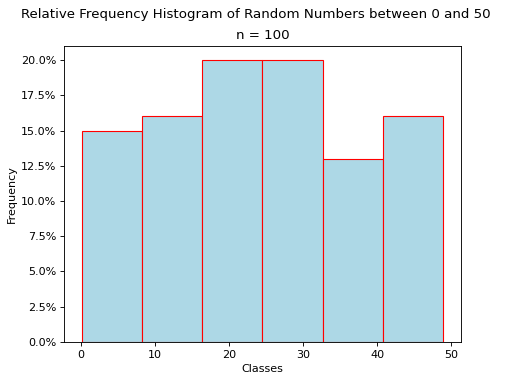 Relative Frequency Histogram of Random Numbers between 0 and 50
n = 100
20.0%
17.5%
15.0%
12.5%
10.0%
7.5%
5.0%
2.5%
0.0%
Frequency
0 10 20 30 40 50
Classes